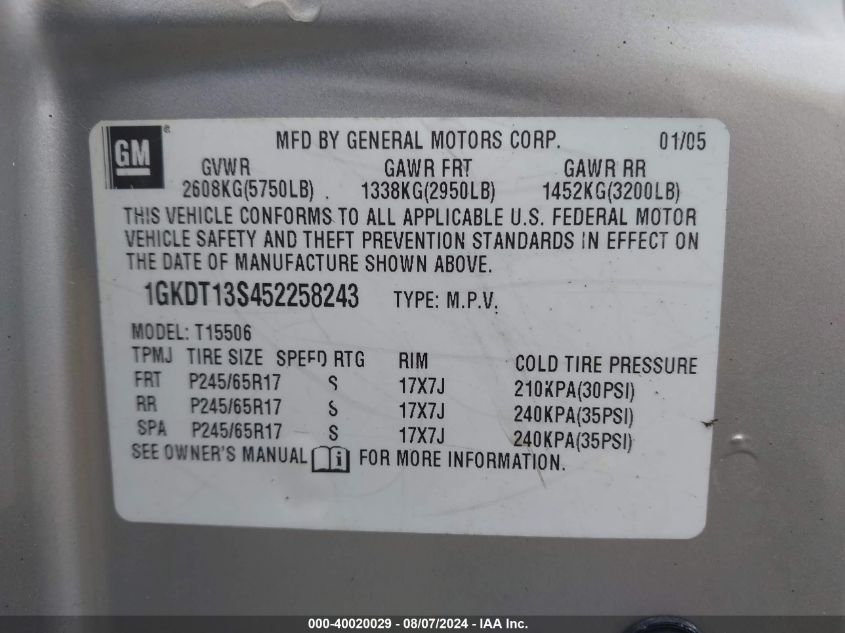 GM®
MFD BY GENERAL MOTORS CORP. 01/05
GVWR GAWR FRT GAWR RR
2608KG(5750LB) . 1338KG(2950LB) 1452KG(3200LB)
THIS VEHICLE CONFORMS TO ALL APPLICABLE U.S. FEDERAL MOTOR
VEHICLE SAFETY AND THEFT PREVENTION STANDARDS IN EFFECT ON
THE DATE OF MANUFACTURE SHOWN ABOVE.
1GKDT13S452258243 TYPE: M.P.V.
MODEL: T15506
TPMJ TIRE SIZE SPEED RTG RIM COLD TIRE PRESSURE
FRT P245/65R17 S 17X7J 210KPA(30PSI)
RR P245/65R17 S 17X7J 240KPA(35PSI)
SPA P245/65R17 S 17X7J 240KPA(35PSI)
SEE OWNER'S MANUAL i FOR MORE INFORMATION.
000-40020029 - 08/07/2024 - IAA Inc.